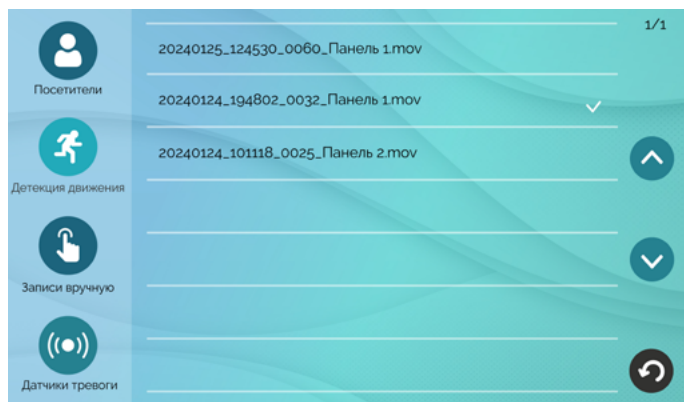 Посетители
Детекция движения
Записи вручную
Датчики тревоги
1/1
20240125_124530_0060_Панель 1.mov
20240124_194802_0032_Панель 1.mov
20240124_101118_0025_Панель 2.mov